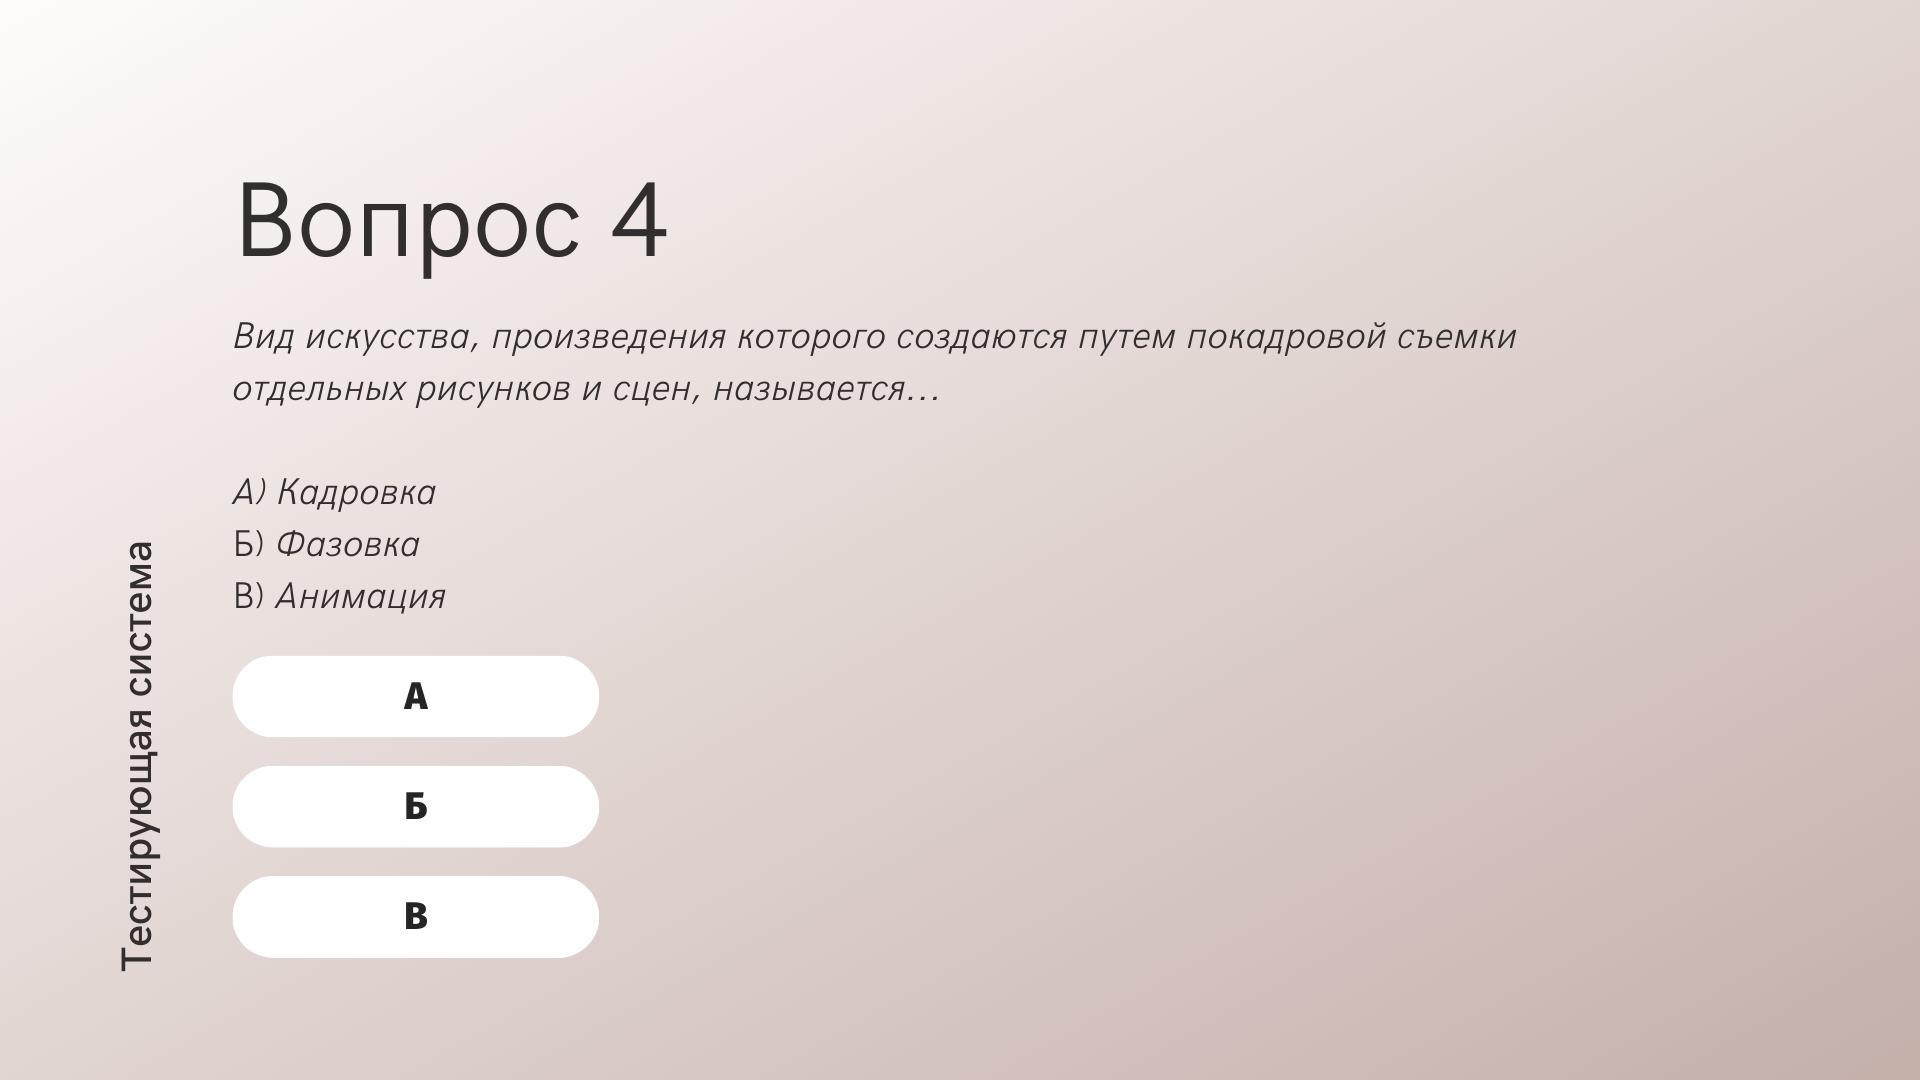 Вопрос 4
Вид искусства, произведения которого создаются путем покадровой съемки
отдельных рисунков и сцен, называется...
А) Кадровка
Б) Фазовка
В) Анимация
А
Б
В
Тестирующая система